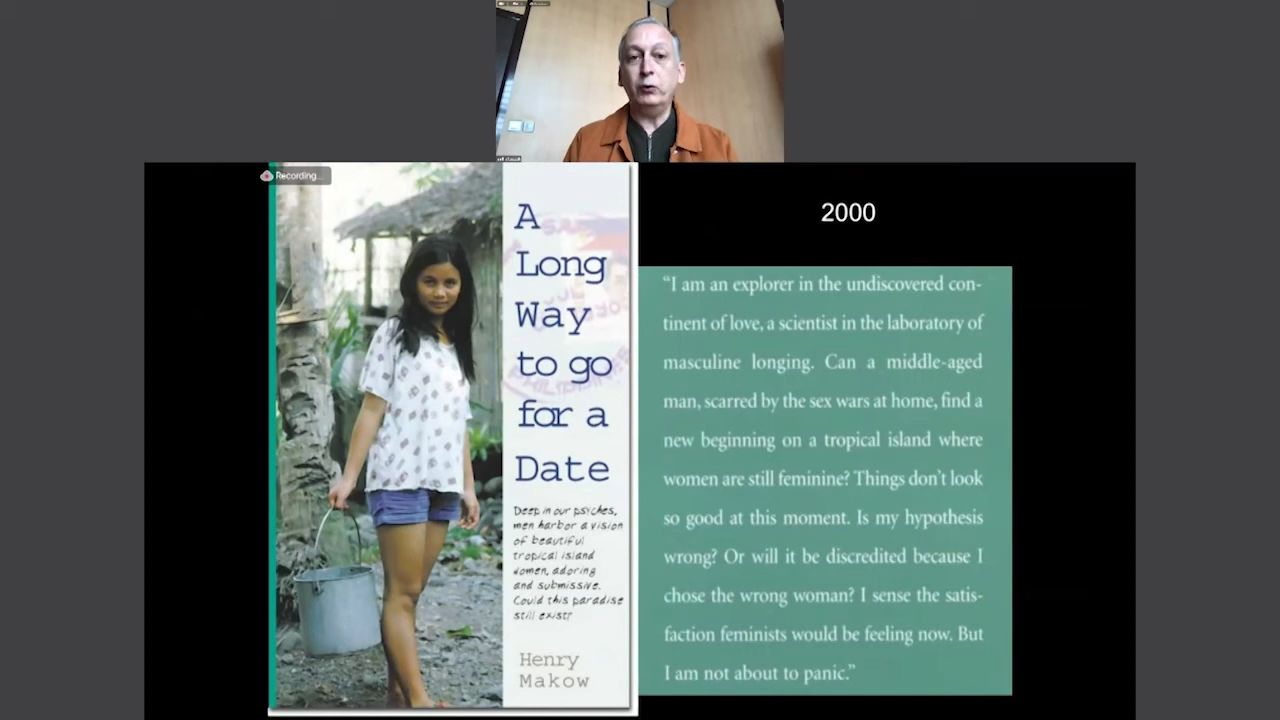 Recording...
A
Long
Way
to go
for a
Date
Deep in our psyches,
men harbor a vision
of beautiful
tropical island
women, adoring
and submissive.
Could this paradise
still exist?
Henry
Makow
2000
“I am an explorer in the undiscovered con-
tinent of love, a scientist in the laboratory of
masculine longing. Can a middle-aged
man, scarred by the sex wars at home, find a
new beginning on a tropical island where
women are still feminine? Things don’t look
so good at this moment. Is my hypothesis
wrong? Or will it be discredited because I
chose the wrong woman? I sense the satis-
faction feminists would be feeling now. But
I am not about to panic.”